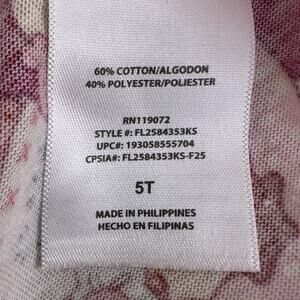 60% COTTON/ALGODON
40% POLYESTER/POLIESTER
RN119072
STYLE #: FL2584353KS
UPC#: 193058555704
CPSIA#: FL2584353KS-F25
5T
MADE IN PHILIPPINES
HECHO EN FILIPINAS